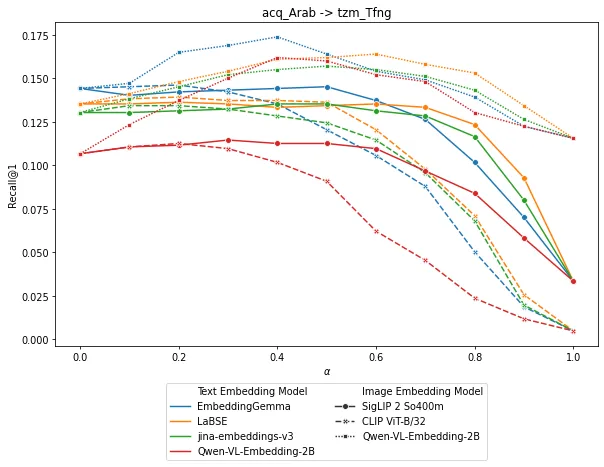 acq_Arab -> tzm_Tfng
0.175
0.150
0.125
0.100
0.075
0.050
0.025
0.000
Recall@1
0.0 0.2 0.4 0.6 0.8 1.0
α
Text Embedding Model
EmbeddingGemma
LaBSE
jina-embeddings-v3
Qwen-VL-Embedding-2B
Image Embedding Model
SigLIP 2 So400m
CLIP ViT-B/32
Qwen-VL-Embedding-2B